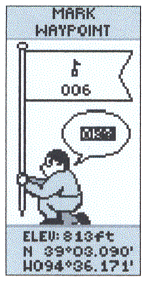 MARK
WAYPOINT
006
OK?
ELEV: 813ft
N 39°03.090'
W094°36.171'